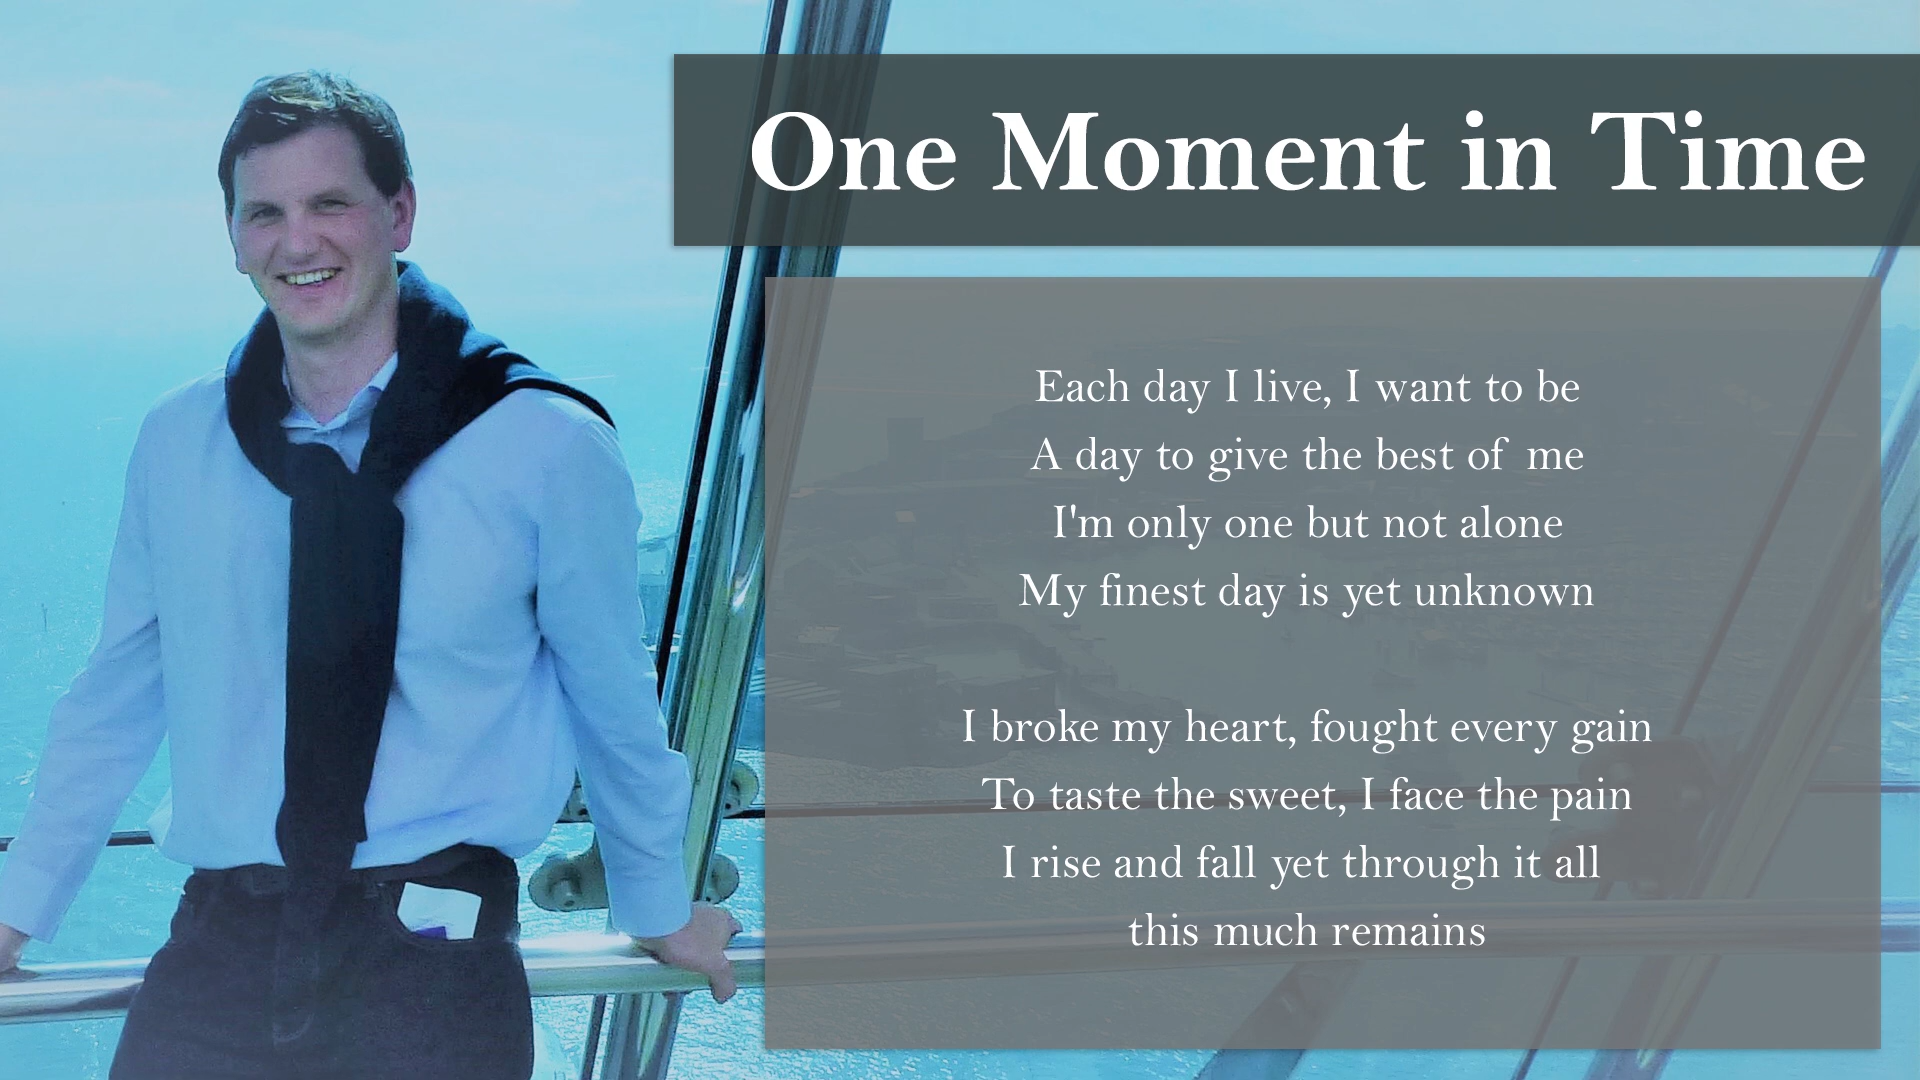 One Moment in Time
Each day I live, I want to be
A day to give the best of me
I'm only one but not alone
My finest day is yet unknown
I broke my heart, fought every gain
To taste the sweet, I face the pain
I rise and fall yet through it all
this much remains